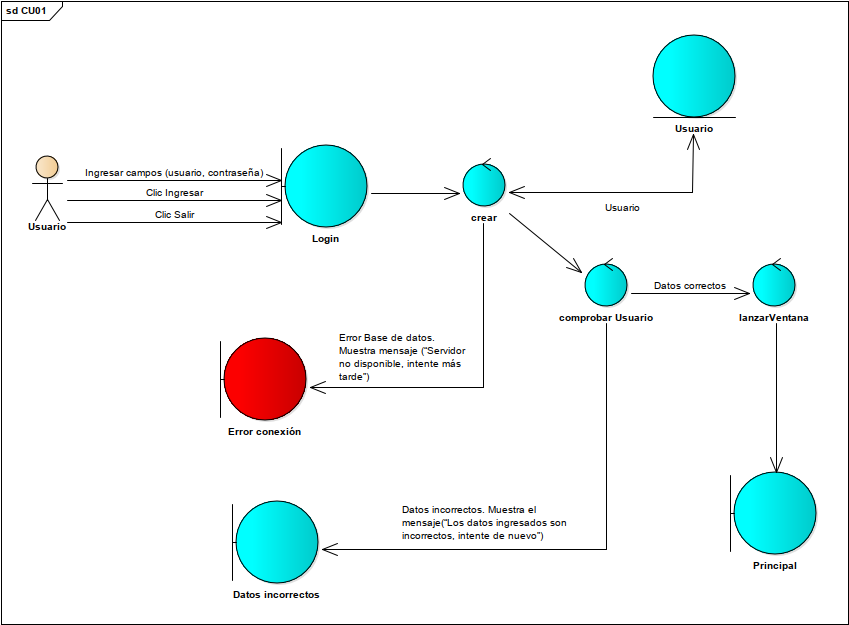 sd CU01
Usuario
Ingresar campos (usuario, contraseña)
Clic Ingresar
Clic Salir
Usuario
Login
crear
Usuario
comprobar Usuario
Datos correctos
lanzarVentana
Error Base de datos.
Muestra mensaje (“Servidor
no disponible, intente más
tarde”)
Error conexión
Datos incorrectos. Muestra el
mensaje(“Los datos ingresados son
incorrectos, intente de nuevo”)
Datos incorrectos
Principal